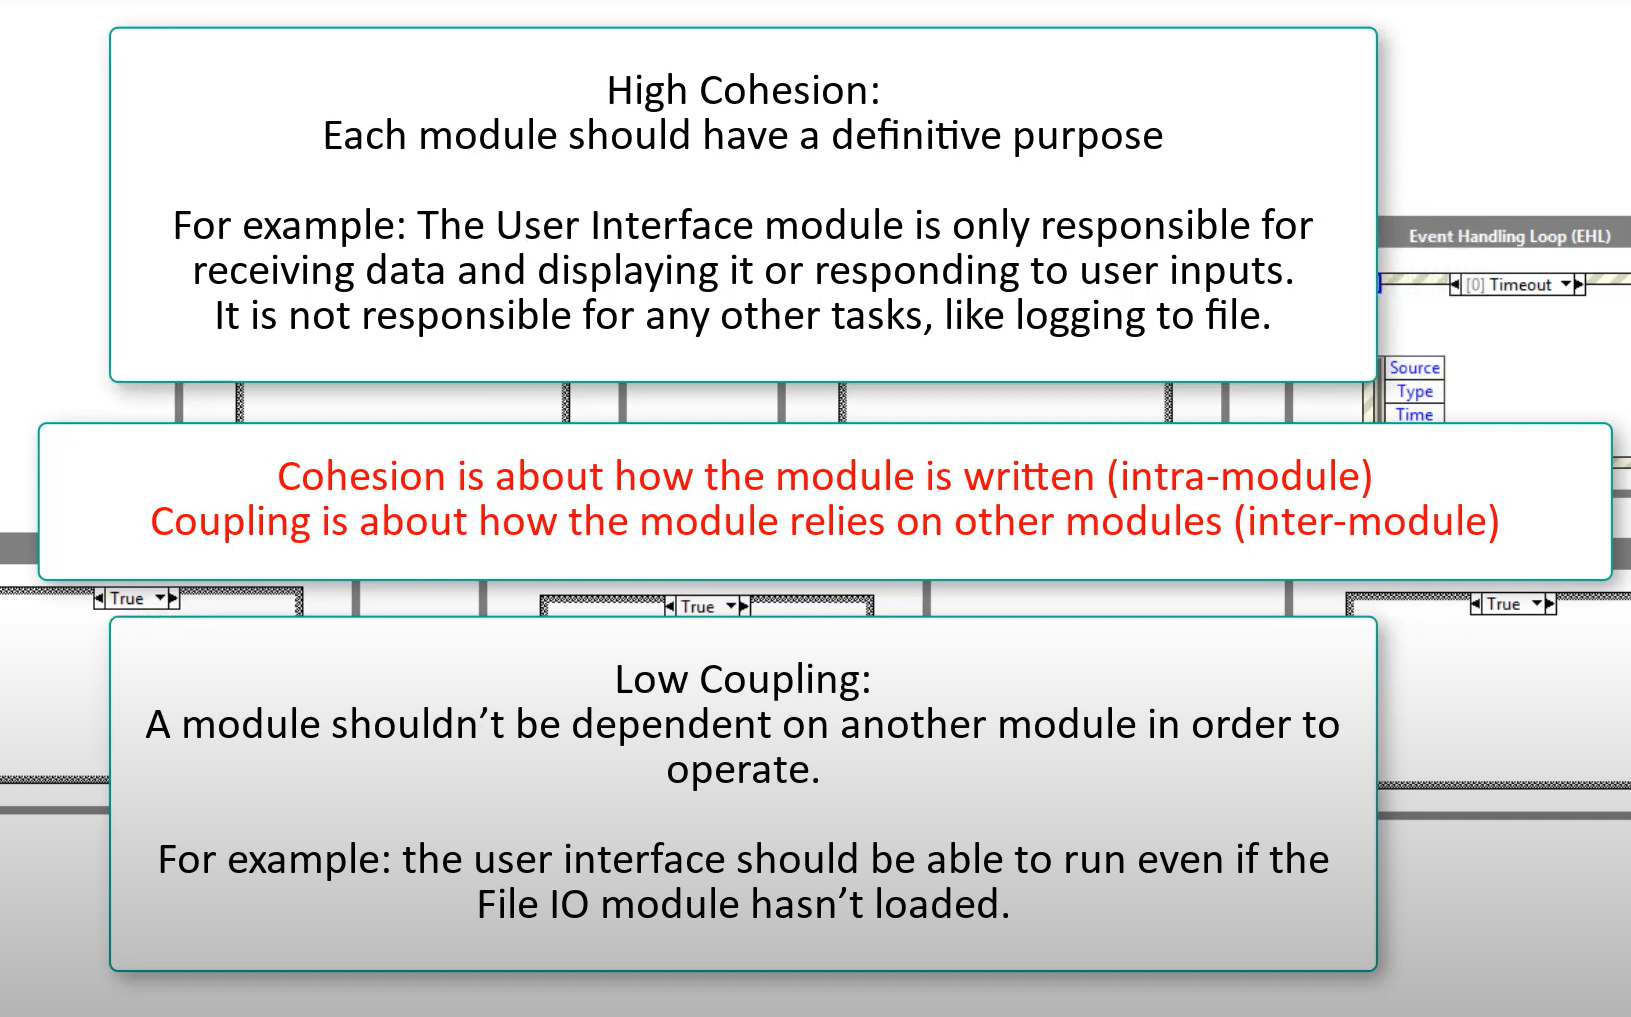 High Cohesion:
Each module should have a definitive purpose
For example: The User Interface module is only responsible for
receiving data and displaying it or responding to user inputs.
It is not responsible for any other tasks, like logging to file.
Event Handling Loop (EHL)
[0] Timeout
Source
Type
Time
Cohesion is about how the module is written (intra-module)
Coupling is about how the module relies on other modules (inter-module)
True
True
True
Low Coupling:
A module shouldn’t be dependent on another module in order to
operate.
For example: the user interface should be able to run even if the
File IO module hasn’t loaded.